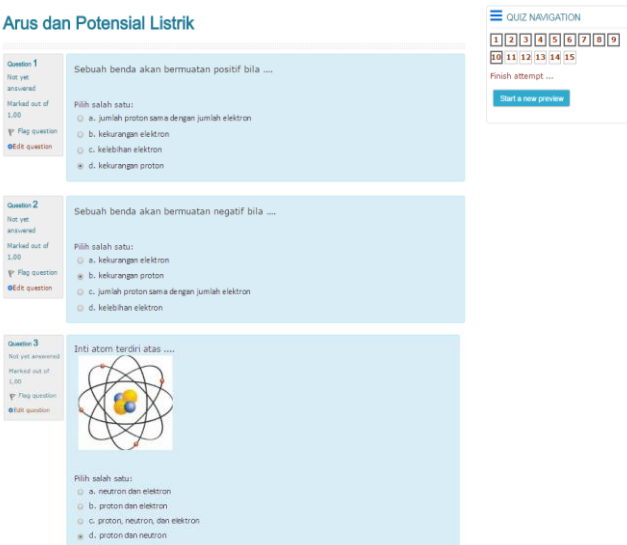 Arus dan Potensial Listrik
Question 1
Not yet
answered
Marked out of
1,00
Flag question
Edit question
Sebuah benda akan bermuatan positif bila ....
Pilih salah satu:
a. jumlah proton sama dengan jumlah elektron
b. kekurangan elektron
c. kelebihan elektron
d. kekurangan proton
Question 2
Not yet
answered
Marked out of
1,00
Flag question
Edit question
Sebuah benda akan bermuatan negatif bila ....
Pilih salah satu:
a. kekurangan elektron
b. kekurangan proton
c. jumlah proton sama dengan jumlah elektron
d. kelebihan elektron
Question 3
Not yet answered
Marked out of
1,00
Flag question
Edit question
Inti atom terdiri atas ....
Pilih salah satu:
a. neutron dan elektron
b. proton dan elektron
c. proton, neutron, dan elektron
d. proton dan neutron
QUIZ NAVIGATION
1 2 3 4 5 6 7 8 9
10 11 12 13 14 15
Finish attempt ...
Start a new preview